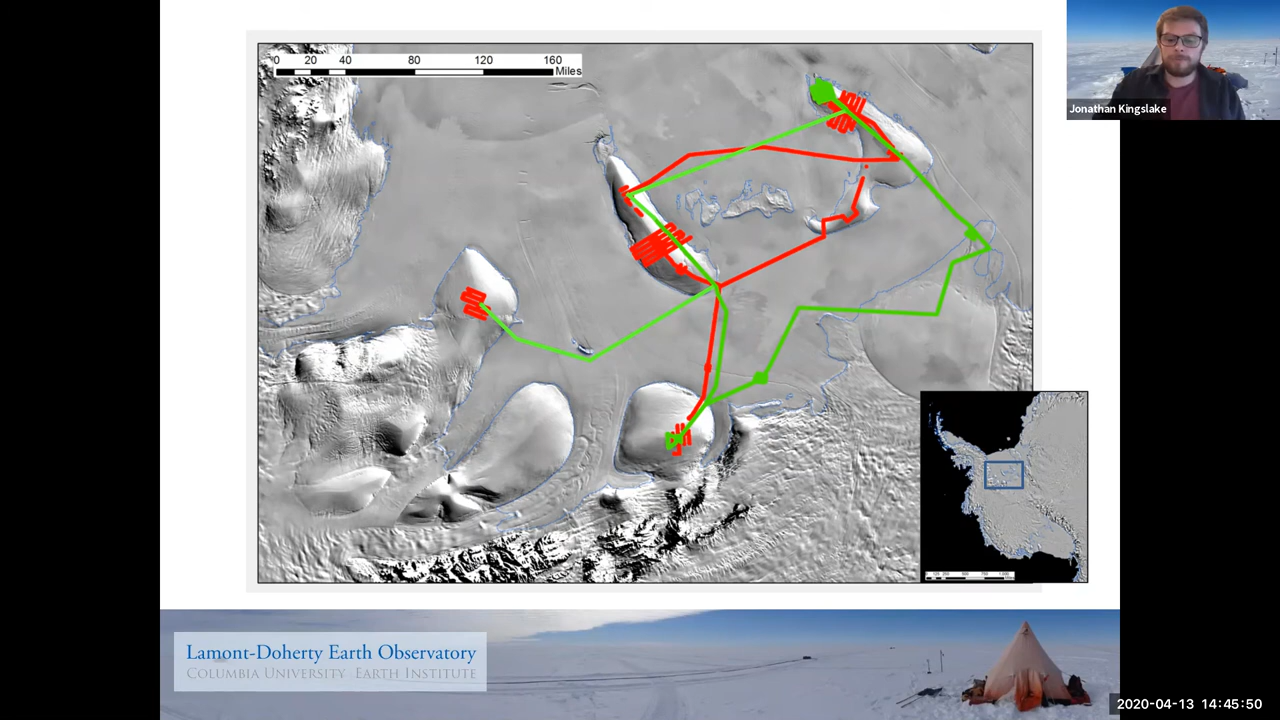 0 20 40 80 120 160
Miles
Jonathan Kingslake
Lamont-Doherty Earth Observatory
COLUMBIA UNIVERSITY EARTH INSTITUTE
2020-04-13 14:45:50